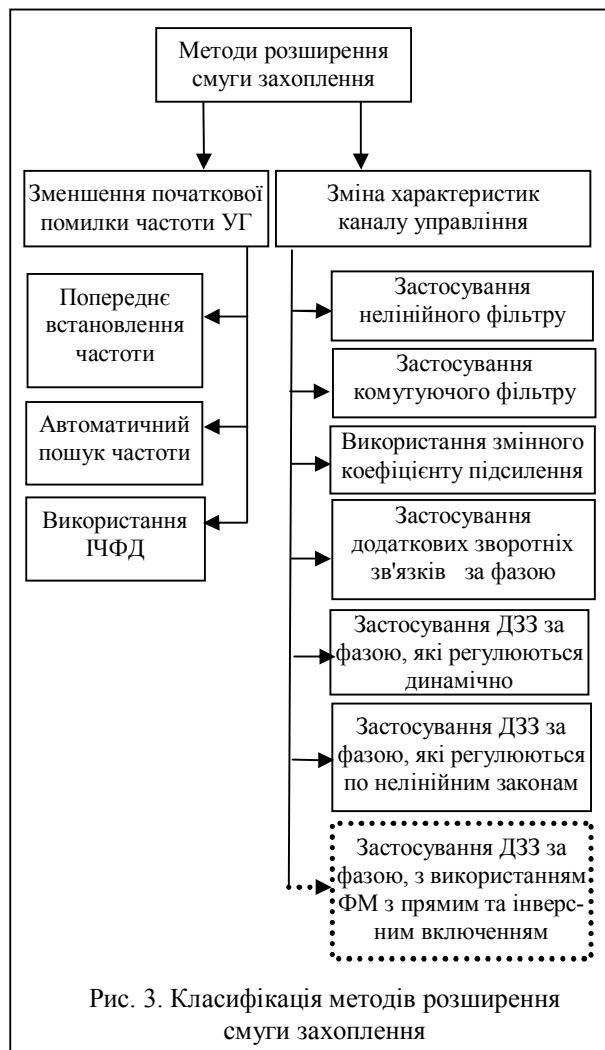 Методи розширення
смуги захоплення
Зменшення початкової
помилки частоти УГ
Попереднє
встановлення
частоти
Автоматичний
пошук частоти
Використання
ІЧФД
Зміна характеристик
каналу управління
Застосування
нелінійного фільтру
Застосування
комутуючого фільтру
Використання змінного
коефіцієнту підсилення
Застосування
додаткових зворотніх
зв'язків за фазою
Застосування ДЗЗ за
фазою, які регулюються
динамічно
Застосування ДЗЗ за
фазою, які регулюються
по нелінійним законам
Застосування ДЗЗ за
фазою, з використанням
ФМ з прямим та інверс-
ним включенням
Рис. 3. Класифікація методів розширення
смуги захоплення